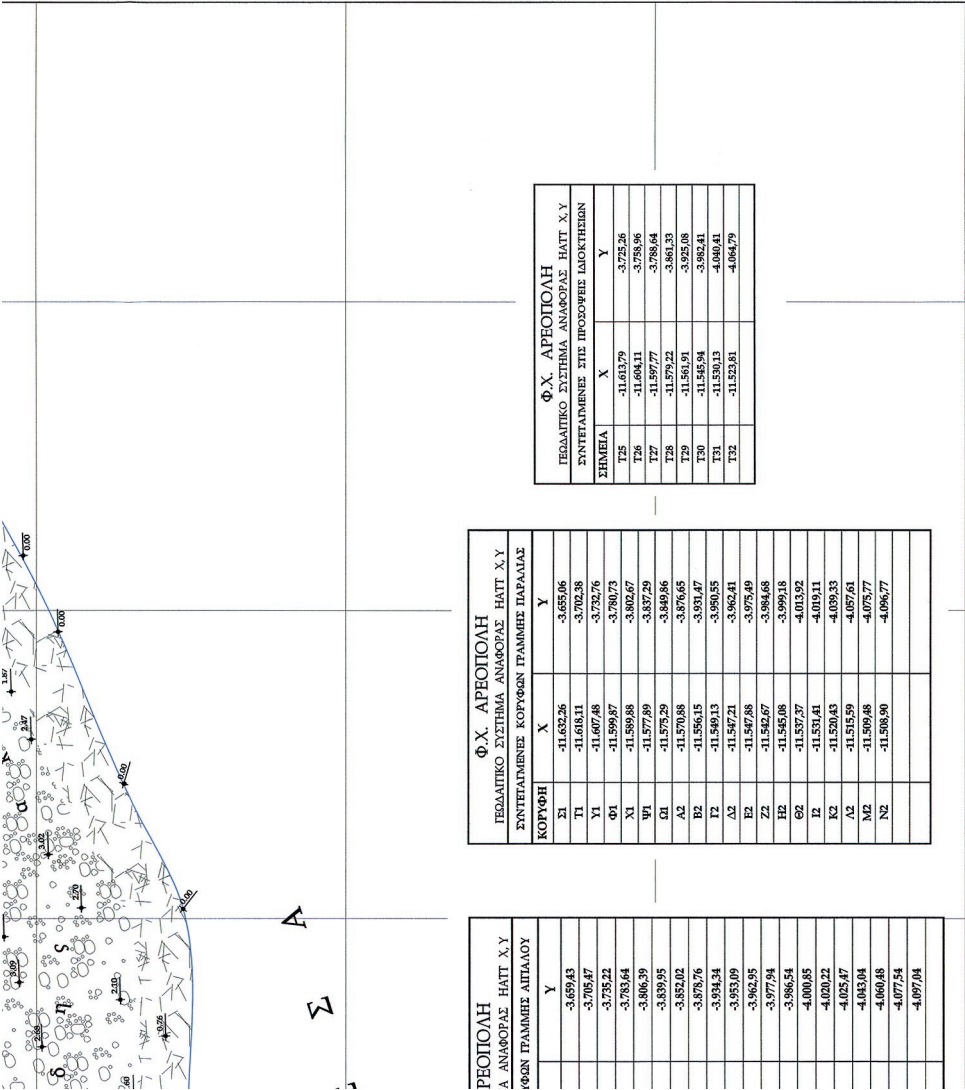 Φ.Χ. ΑΡΕΟΠΟΛΗ
ΓΕΩΔΑΙΤΙΚΟ ΣΥΣΤΗΜΑ ΑΝΑΦΟΡΑΣ ΗΑΤΤ Χ,Υ
ΣΥΝΤΕΤΑΓΜΕΝΕΣ ΣΤΙΣ ΠΡΟΣΟΨΕΙΣ ΙΔΙΟΚΤΗΣΙΩΝ
ΣΗΜΕΙΑ Χ Υ
Τ25 -11.613,79 -3.725,26
Τ26 -11.604,11 -3.758,96
Τ27 -11.597,77 -3.788,64
Τ28 -11.579,22 -3.861,33
Τ29 -11.561,91 -3.925,08
Τ30 -11.545,94 -3.982,41
Τ31 -11.530,13 -4.040,41
Τ32 -11.523,81 -4.064,79
Φ.Χ. ΑΡΕΟΠΟΛΗ
ΓΕΩΔΑΙΤΙΚΟ ΣΥΣΤΗΜΑ ΑΝΑΦΟΡΑΣ ΗΑΤΤ Χ,Υ
ΣΥΝΤΕΤΑΓΜΕΝΕΣ ΚΟΡΥΦΩΝ ΓΡΑΜΜΗΣ ΠΑΡΑΛΙΑΣ
ΚΟΡΥΦΗ Χ Υ
Σ1 -11.632,26 -3.655,06
Τ1 -11.618,11 -3.702,38
Υ1 -11.607,48 -3.732,76
Φ1 -11.599,87 -3.780,73
Χ1 -11.589,88 -3.802,67
Ψ1 -11.577,89 -3.837,29
Ω1 -11.575,29 -3.849,86
Α2 -11.570,88 -3.876,65
Β2 -11.556,15 -3.931,47
Γ2 -11.549,13 -3.950,55
Δ2 -11.547,21 -3.962,41
Ε2 -11.547,88 -3.975,49
Ζ2 -11.542,67 -3.984,68
Η2 -11.545,08 -3.999,18
Θ2 -11.537,37 -4.013,92
Ι2 -11.531,41 -4.019,11
Κ2 -11.520,43 -4.039,33
Λ2 -11.515,59 -4.057,61
Μ2 -11.509,48 -4.075,77
Ν2 -11.508,90 -4.096,77
ΡΕΟΠΟΛΗ
Α ΑΝΑΦΟΡΑΣ ΗΑΤΤ Χ,Υ
ΥΦΩΝ ΓΡΑΜΜΗΣ ΑΙΓΙΑΛΟΥ
Υ
-3.659,43
-3.705,47
-3.735,22
-3.783,64
-3.806,39
-3.839,95
-3.852,02
-3.878,76
-3.934,34
-3.953,09
-3.962,95
-3.977,94
-3.986,54
-4.000,85
-4.020,22
-4.025,47
-4.043,04
-4.060,48
-4.077,54
-4.097,04
0.00
0.00
1.87
2.47
0.00
3.02
2.70
0.00
3.09
2.10
2.68
0.76
.60
δ η ς α
Σ Α